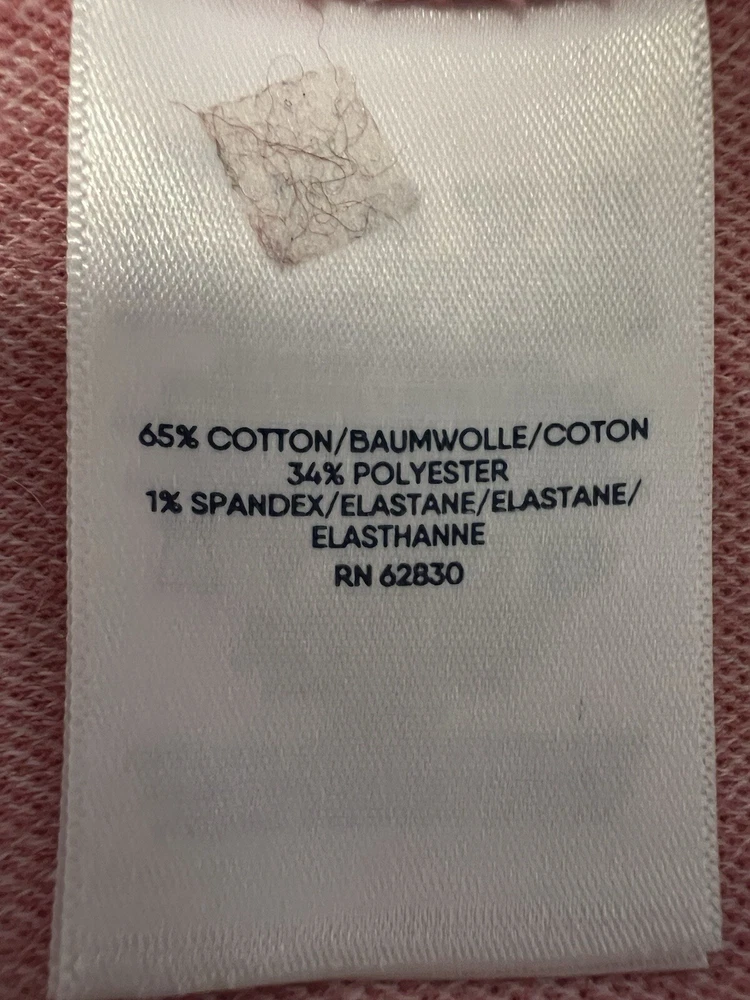 65% COTTON/BAUMWOLLE/COTON
34% POLYESTER
1% SPANDEX/ELASTANE/ELASTANE/
ELASTHANNE
RN 62830